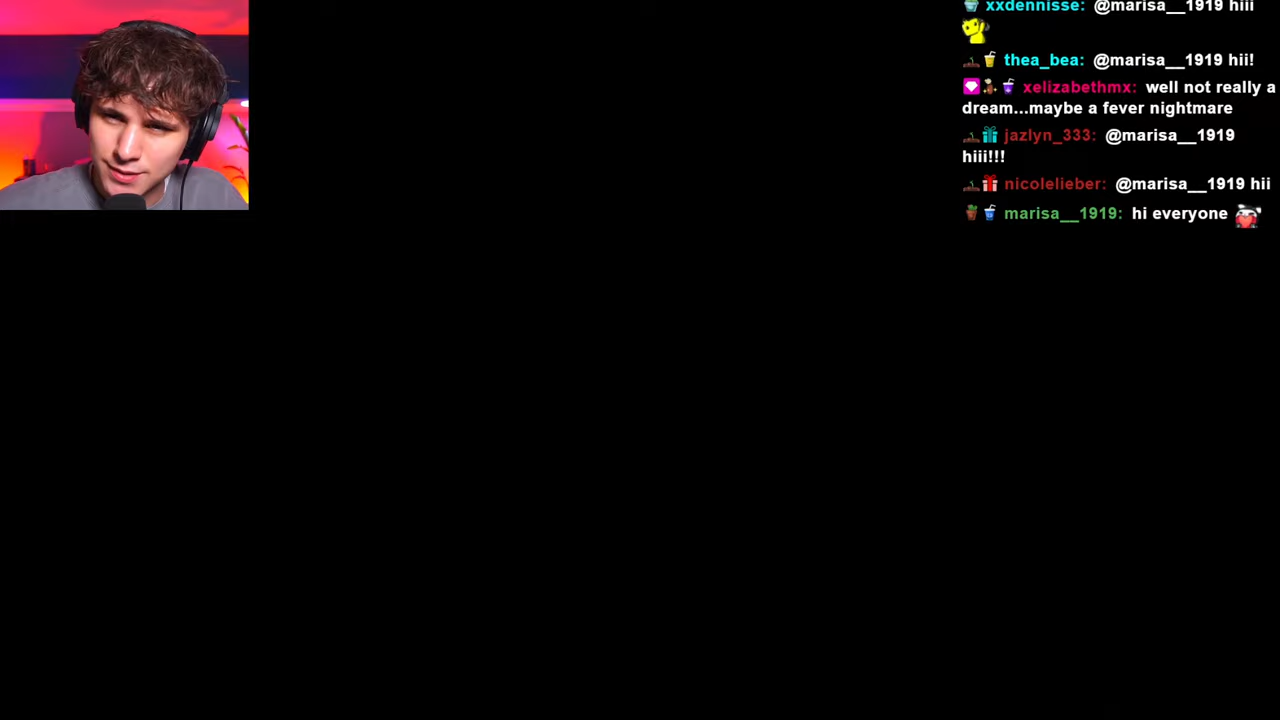 xxdennisse: @marisa__1919 hiii
thea_bea: @marisa__1919 hii!
xelizabethmx: well not really a
dream...maybe a fever nightmare
jazlyn_333: @marisa__1919
hiii!!!
nicolelieber: @marisa__1919 hii
marisa__1919: hi everyone